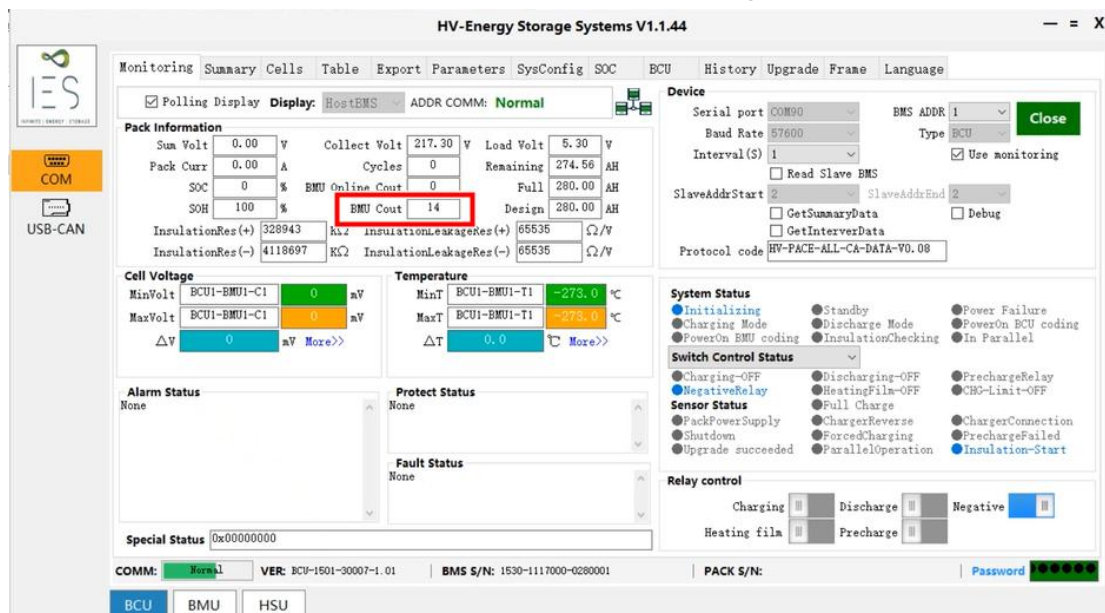 HV-Energy Storage Systems V1.1.44
IES
INFINITE | ENERGY | STORAGE
COM
USB-CAN
Monitoring Summary Cells Table Export Parameters SysConfig SOC BCU History Upgrade Frame Language
Polling Display Display: HostBMS ADDR COMM: Normal
Pack Information
Sum Volt 0.00 V Collect Volt 217.30 V Load Volt 5.30 V
Pack Curr 0.00 A Cycles 0 Remaining 274.56 AH
SOC 0 % BMU Online Cout 0 Full 280.00 AH
SOH 100 % BMU Cout 14 Design 280.00 AH
InsulationRes(+) 328943 KΩ InsulationLeakageRes(+) 65535 Ω/V
InsulationRes(-) 4118697 KΩ InsulationLeakageRes(-) 65535 Ω/V
Cell Voltage
MinVolt BCU1-BMU1-C1 0 mV
MaxVolt BCU1-BMU1-C1 0 mV
△V 0 mV More>>
Temperature
MinT BCU1-BMU1-T1 -273.0 ℃
MaxT BCU1-BMU1-T1 -273.0 ℃
△T 0.0 ℃ More>>
Alarm Status
None
Protect Status
None
Fault Status
None
Special Status 0x00000000
Device
Serial port COM90 BMS ADDR 1 Close
Baud Rate 57600 Type BCU
Interval(S) 1 Use monitoring
Read Slave BMS
SlaveAddrStart 2 SlaveAddrEnd 2
GetSummaryData Debug
GetInterverData
Protocol code HV-PACE-ALL-CA-DATA-V0.08
System Status
Initializing Standby Power Failure
Charging Mode Discharge Mode PowerOn BCU coding
PowerOn BMU coding InsulationChecking In Parallel
Switch Control Status
Charging-OFF Discharging-OFF PrechargeRelay
NegativeRelay HeatingFilm-OFF CHG-Limit-OFF
Sensor Status Full Charge
PackPowerSupply ChargerReverse ChargerConnection
Shutdown ForcedCharging PrechargeFailed
Upgrade succeeded ParallelOperation Insulation-Start
Relay control
Charging Discharge Negative
Heating film Precharge
COMM: Normal VER: BCU-1501-30007-1.01 BMS S/N: 1530-1117000-0280001 PACK S/N: Password
BCU BMU HSU